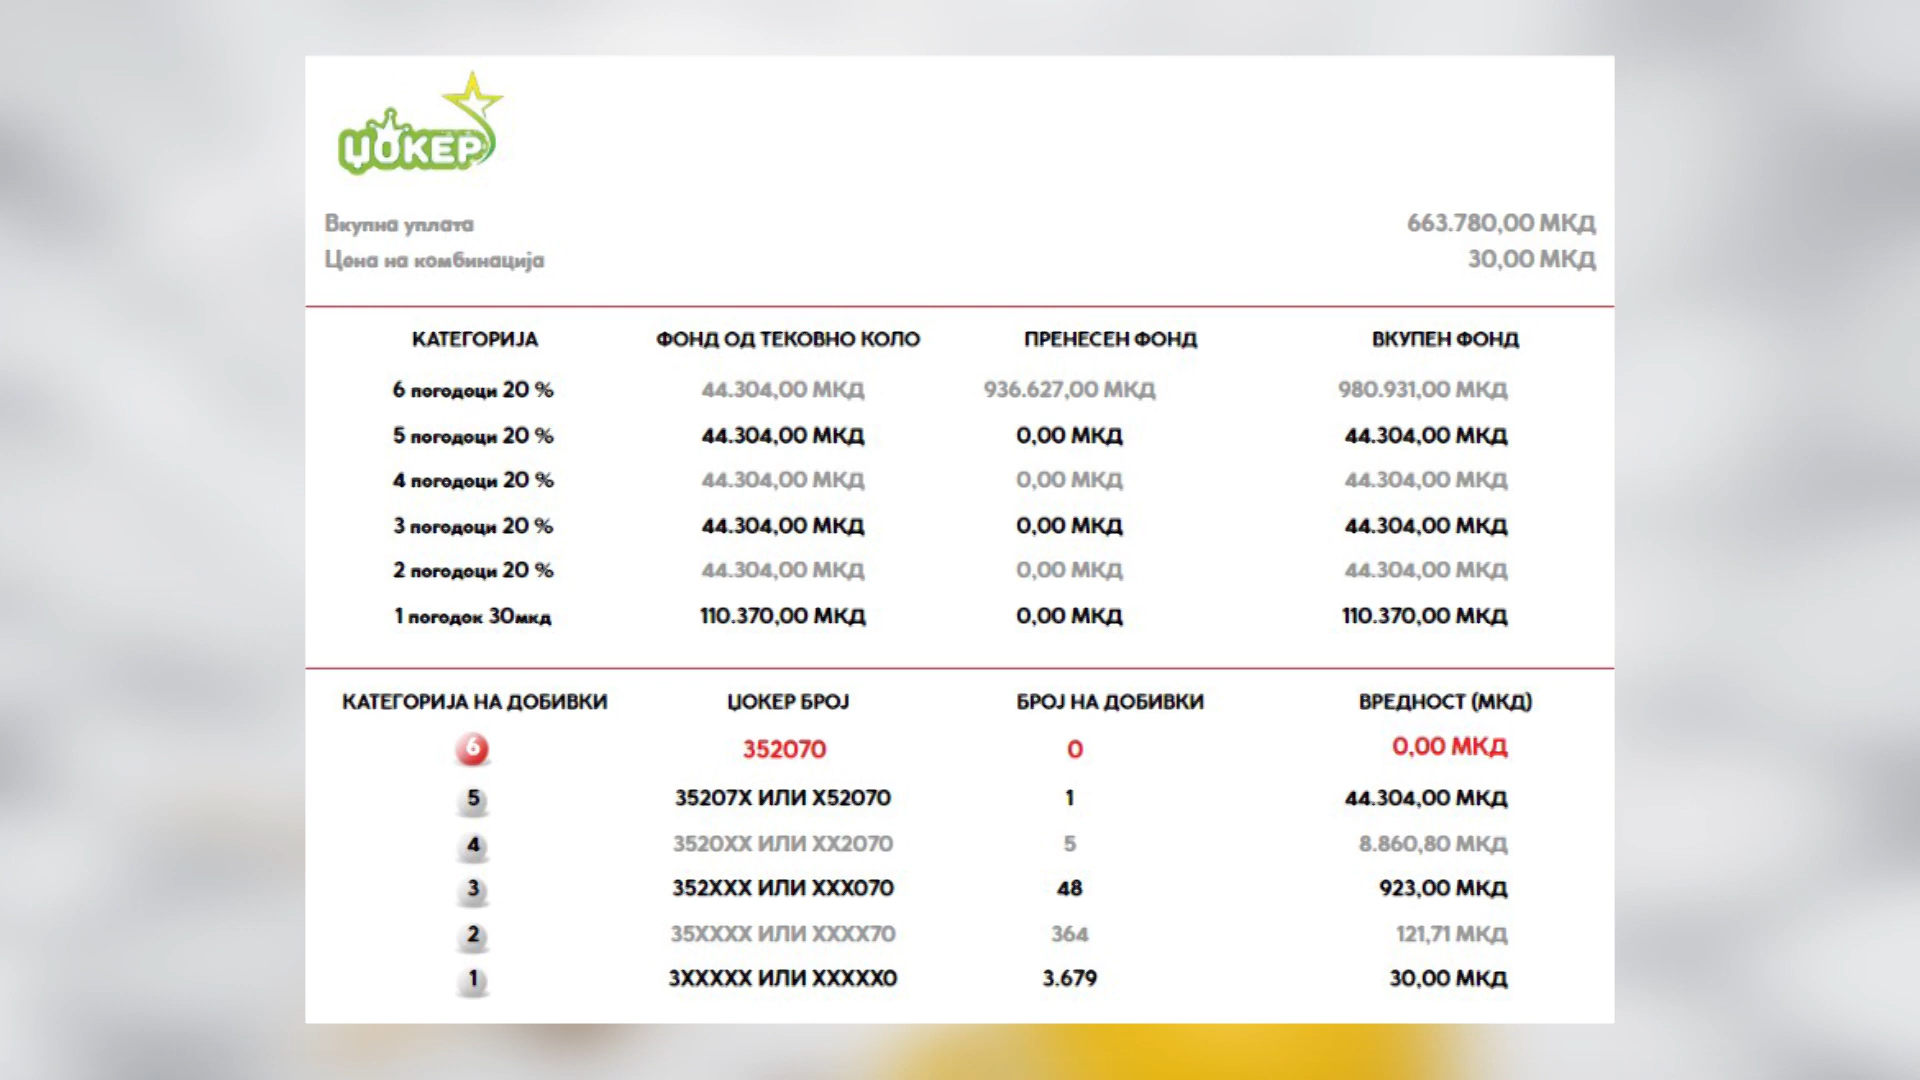 ЏОКЕР
Вкупна уплата 663.780,00 МКД
Цена на комбинација 30,00 МКД
КАТЕГОРИЈА ФОНД ОД ТЕКОВНО КОЛО ПРЕНЕСЕН ФОНД ВКУПЕН ФОНД
6 погодоци 20 % 44.304,00 МКД 936.627,00 МКД 980.931,00 МКД
5 погодоци 20 % 44.304,00 МКД 0,00 МКД 44.304,00 МКД
4 погодоци 20 % 44.304,00 МКД 0,00 МКД 44.304,00 МКД
3 погодоци 20 % 44.304,00 МКД 0,00 МКД 44.304,00 МКД
2 погодоци 20 % 44.304,00 МКД 0,00 МКД 44.304,00 МКД
1 погодок 30мкд 110.370,00 МКД 0,00 МКД 110.370,00 МКД
КАТЕГОРИЈА НА ДОБИВКИ ЏОКЕР БРОЈ БРОЈ НА ДОБИВКИ ВРЕДНОСТ (МКД)
6 352070 0 0,00 МКД
5 35207X ИЛИ X52070 1 44.304,00 МКД
4 3520XX ИЛИ XX2070 5 8.860,80 МКД
3 352XXX ИЛИ XXX070 48 923,00 МКД
2 35XXXX ИЛИ XXXX70 364 121,71 МКД
1 3XXXXX ИЛИ XXXXX0 3.679 30,00 МКД